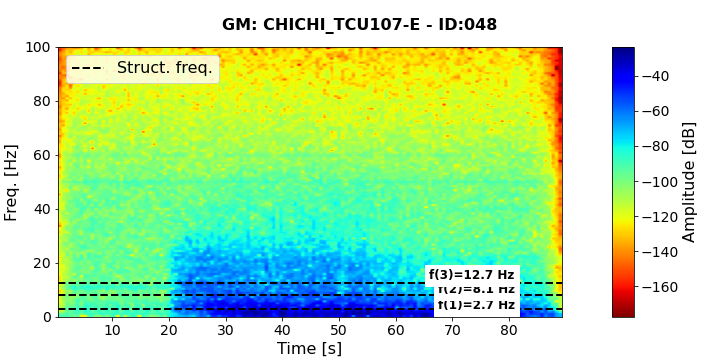 GM: CHICHI_TCU107-E - ID:048
Struct. freq.
Freq. [Hz]
100
80
60
40
20
0
f(3)=12.7 Hz
f(2)=8.1 Hz
f(1)=2.7 Hz
10 20 30 40 50 60 70 80
Time [s]
−40
−60
−80
−100
−120
−140
−160
Amplitude [dB]